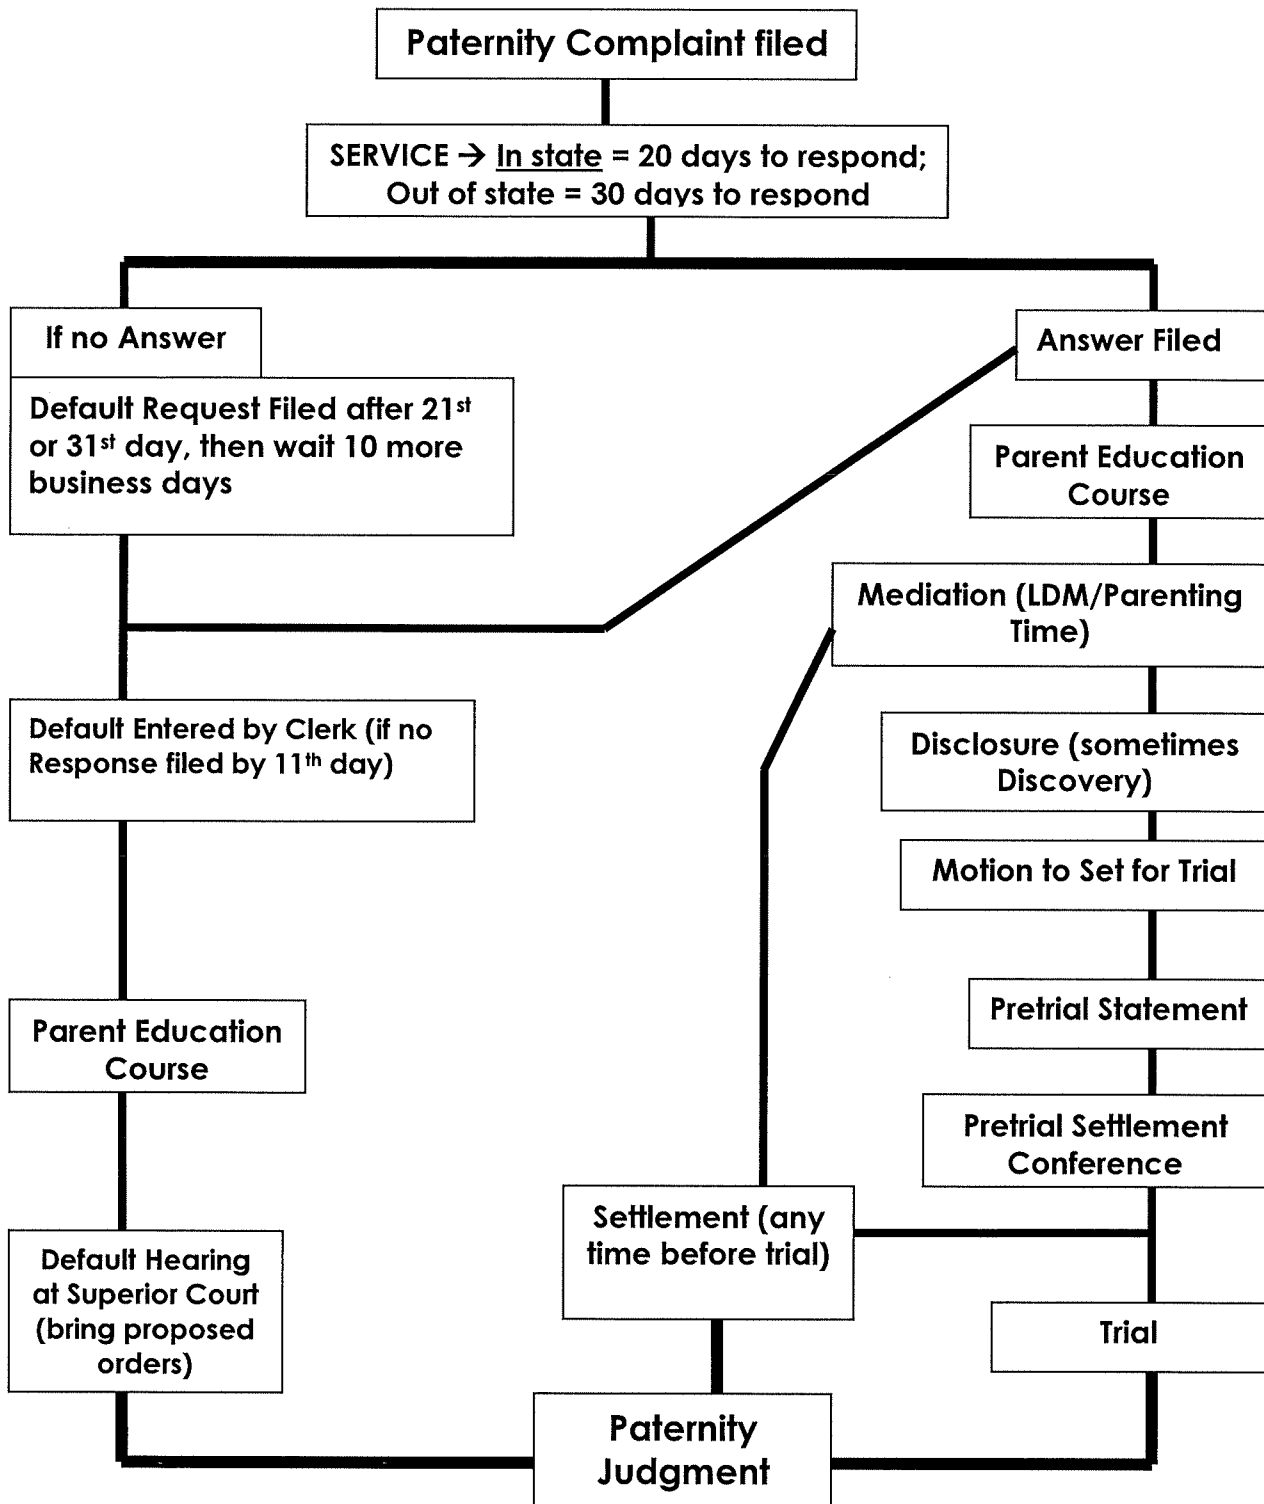 Paternity Complaint filed
SERVICE → In state = 20 days to respond;
Out of state = 30 days to respond
If no Answer
Default Request Filed after 21st
or 31st day, then wait 10 more
business days
Default Entered by Clerk (if no
Response filed by 11th day)
Parent Education
Course
Default Hearing
at Superior Court
(bring proposed
orders)
Answer Filed
Parent Education
Course
Mediation (LDM/Parenting
Time)
Disclosure (sometimes
Discovery)
Motion to Set for Trial
Pretrial Statement
Pretrial Settlement
Conference
Settlement (any
time before trial)
Trial
Paternity
Judgment